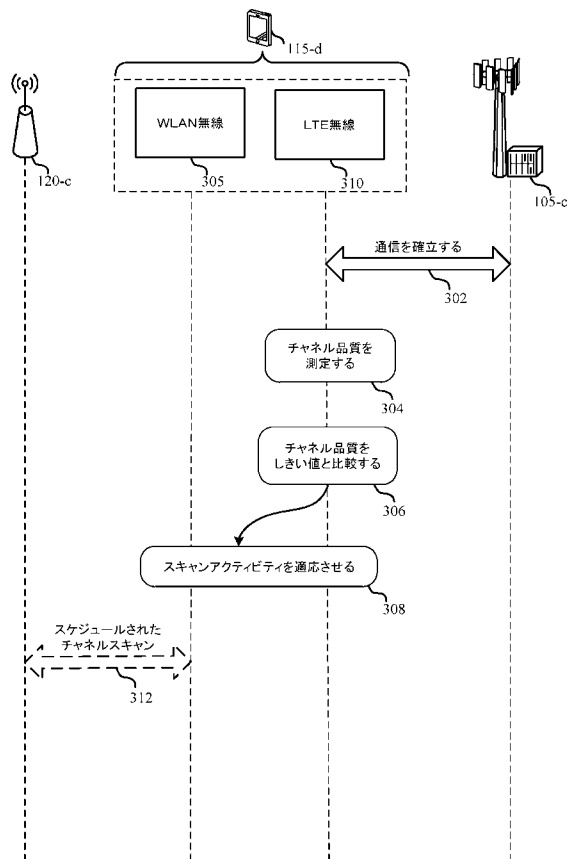 115-d
WLAN無線
305
LTE無線
310
120-c
105-c
通信を確立する
302
チャネル品質を
測定する
304
チャネル品質を
しきい値と比較する
306
スキャンアクティビティを適応させる
308
スケジュールされた
チャネルスキャン
312